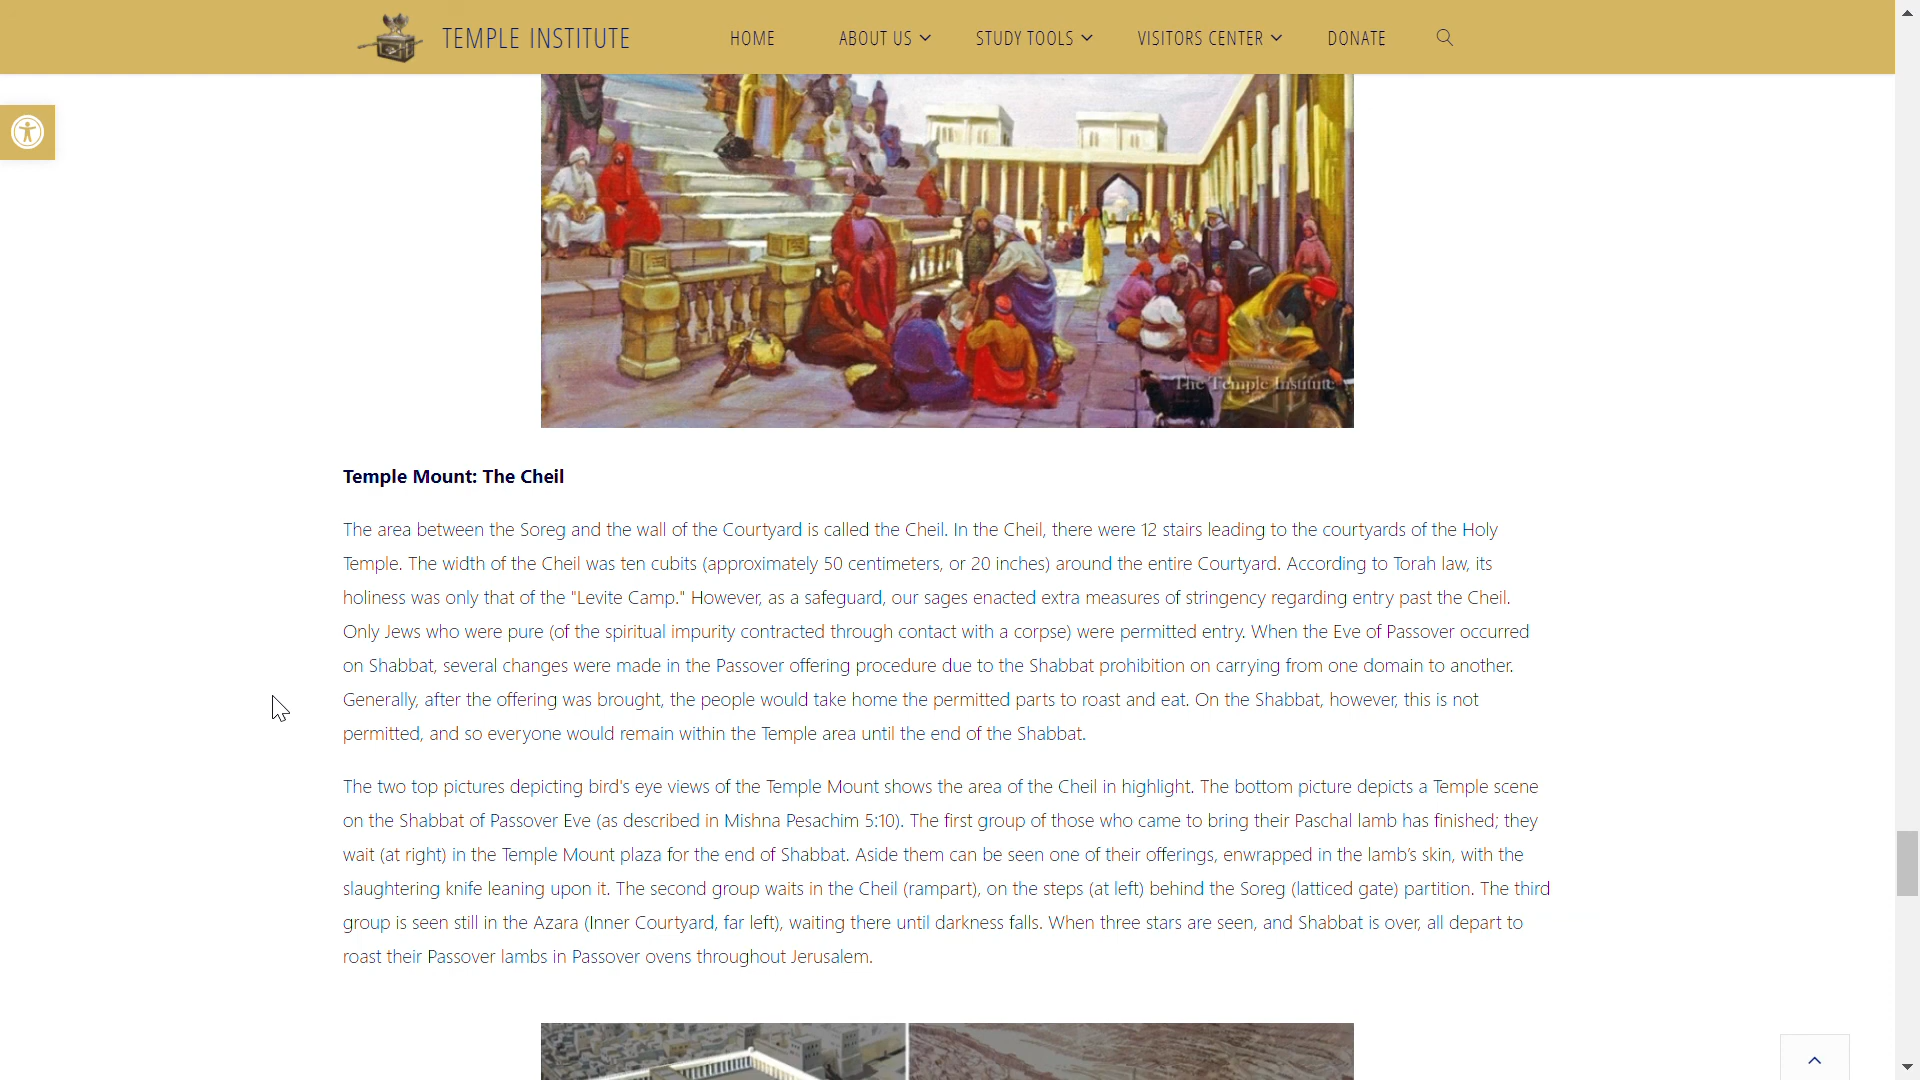 TEMPLE INSTITUTE
HOME
ABOUT US
STUDY TOOLS
VISITORS CENTER
DONATE
The Temple Institute
Temple Mount: The Cheil
The area between the Soreg and the wall of the Courtyard is called the Cheil. In the Cheil, there were 12 stairs leading to the courtyards of the Holy
Temple. The width of the Cheil was ten cubits (approximately 50 centimeters, or 20 inches) around the entire Courtyard. According to Torah law, its
holiness was only that of the "Levite Camp." However, as a safeguard, our sages enacted extra measures of stringency regarding entry past the Cheil.
Only Jews who were pure (of the spiritual impurity contracted through contact with a corpse) were permitted entry. When the Eve of Passover occurred
on Shabbat, several changes were made in the Passover offering procedure due to the Shabbat prohibition on carrying from one domain to another.
Generally, after the offering was brought, the people would take home the permitted parts to roast and eat. On the Shabbat, however, this is not
permitted, and so everyone would remain within the Temple area until the end of the Shabbat.
The two top pictures depicting bird's eye views of the Temple Mount shows the area of the Cheil in highlight. The bottom picture depicts a Temple scene
on the Shabbat of Passover Eve (as described in Mishna Pesachim 5:10). The first group of those who came to bring their Paschal lamb has finished; they
wait (at right) in the Temple Mount plaza for the end of Shabbat. Aside them can be seen one of their offerings, enwrapped in the lamb’s skin, with the
slaughtering knife leaning upon it. The second group waits in the Cheil (rampart), on the steps (at left) behind the Soreg (latticed gate) partition. The third
group is seen still in the Azara (Inner Courtyard, far left), waiting there until darkness falls. When three stars are seen, and Shabbat is over, all depart to
roast their Passover lambs in Passover ovens throughout Jerusalem.